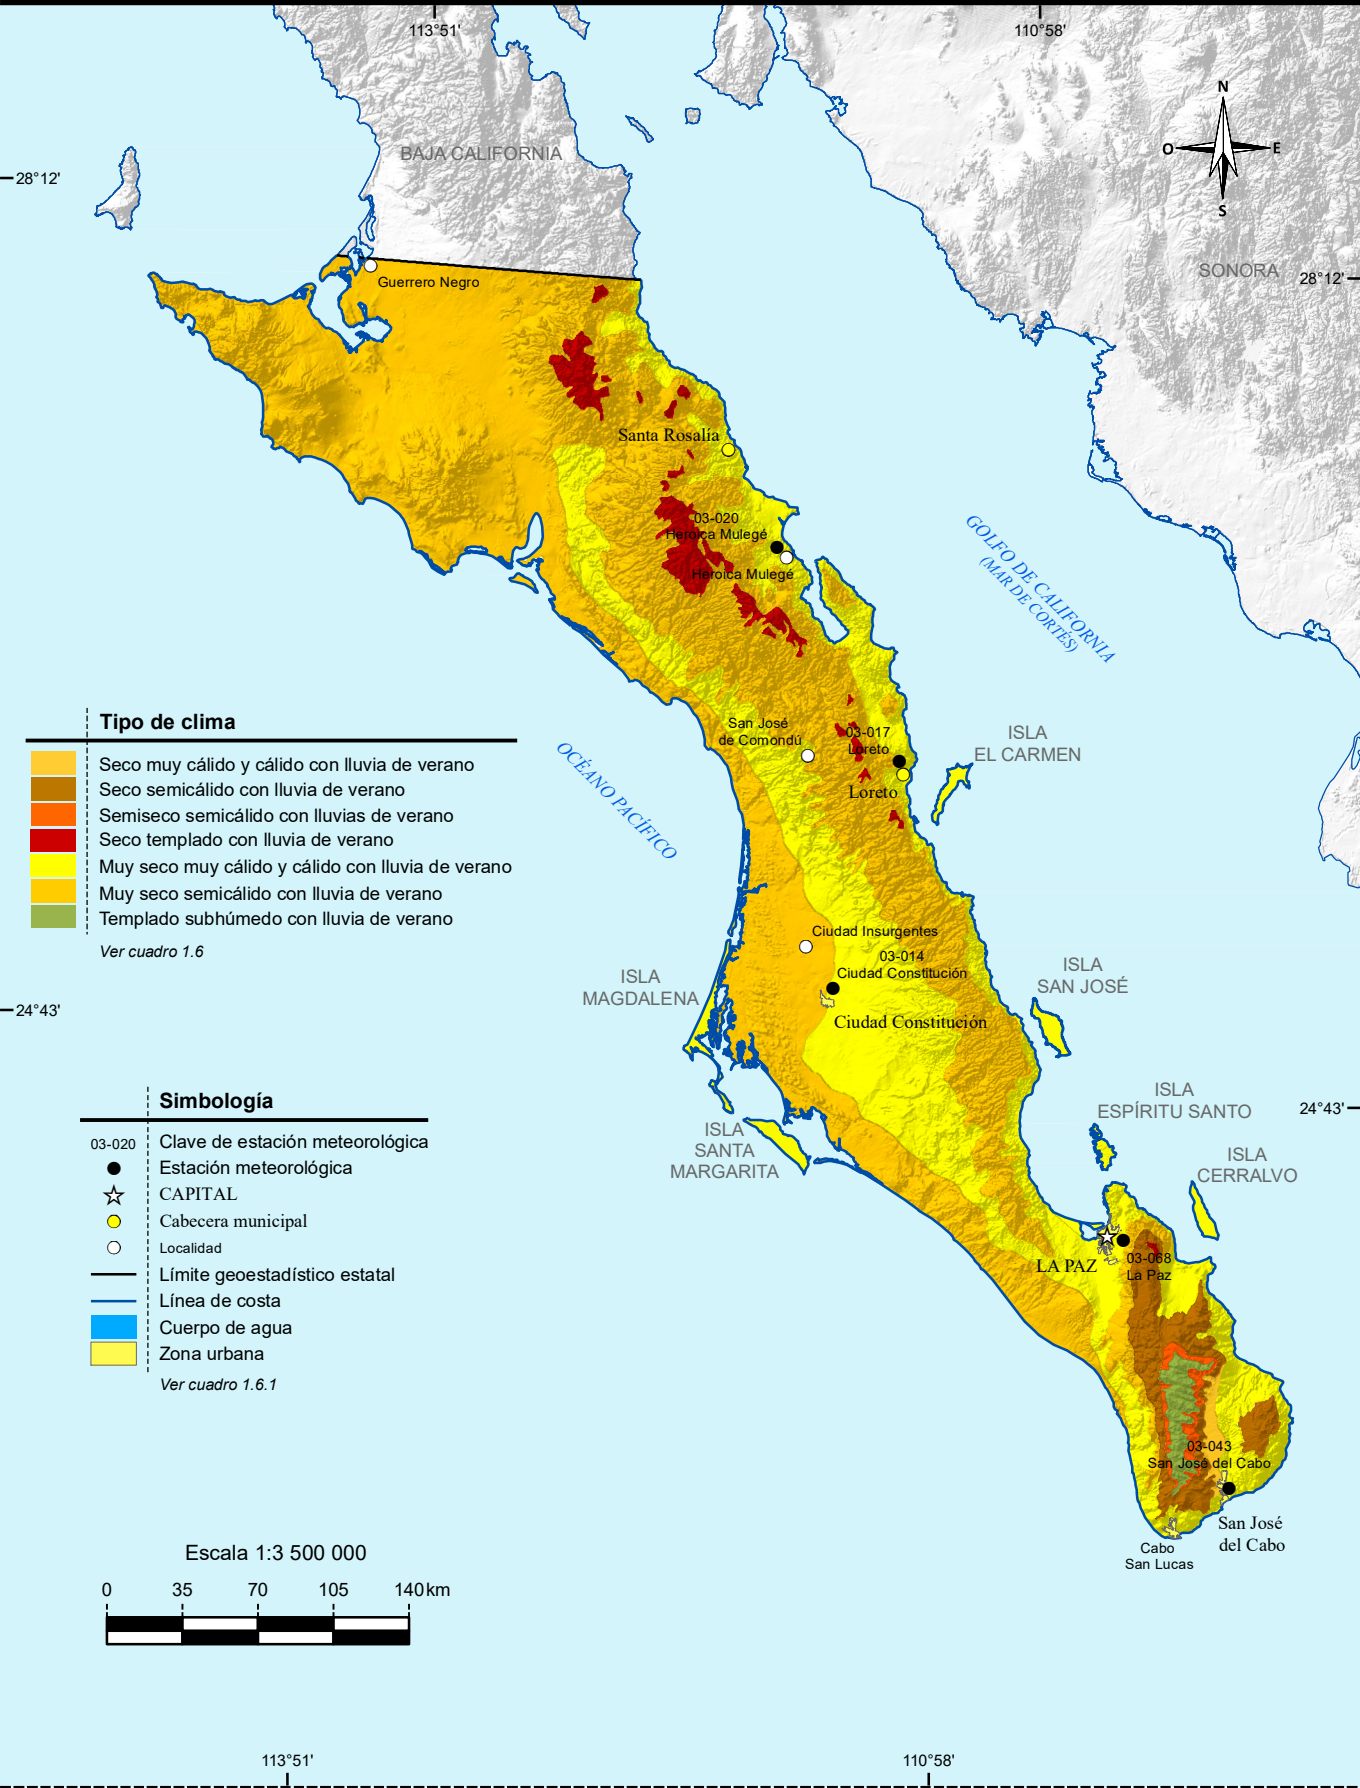 113°51'
110°58'
N
O
E
S
BAJA CALIFORNIA
28°12'
SONORA
28°12'
Guerrero Negro
Santa Rosalía
03-020
Heroica Mulegé
Heroica Mulegé
GOLFO DE CALIFORNIA
(MAR DE CORTÉS)
San José
de Comondú
03-017
Loreto
Loreto
ISLA
EL CARMEN
OCÉANO PACÍFICO
Tipo de clima
Seco muy cálido y cálido con lluvia de verano
Seco semicálido con lluvia de verano
Semiseco semicálido con lluvias de verano
Seco templado con lluvia de verano
Muy seco muy cálido y cálido con lluvia de verano
Muy seco semicálido con lluvia de verano
Templado subhúmedo con lluvia de verano
Ver cuadro 1.6
Ciudad Insurgentes
03-014
Ciudad Constitución
Ciudad Constitución
ISLA
MAGDALENA
ISLA
SAN JOSÉ
24°43'
24°43'
ISLA
ESPÍRITU SANTO
ISLA
SANTA
MARGARITA
ISLA
CERRALVO
Simbología
03-020 Clave de estación meteorológica
Estación meteorológica
CAPITAL
Cabecera municipal
Localidad
Límite geoestadístico estatal
Línea de costa
Cuerpo de agua
Zona urbana
Ver cuadro 1.6.1
LA PAZ
03-068
La Paz
03-043
San José del Cabo
San José
del Cabo
Cabo
San Lucas
Escala 1:3 500 000
0 35 70 105 140 km
113°51'
110°58'